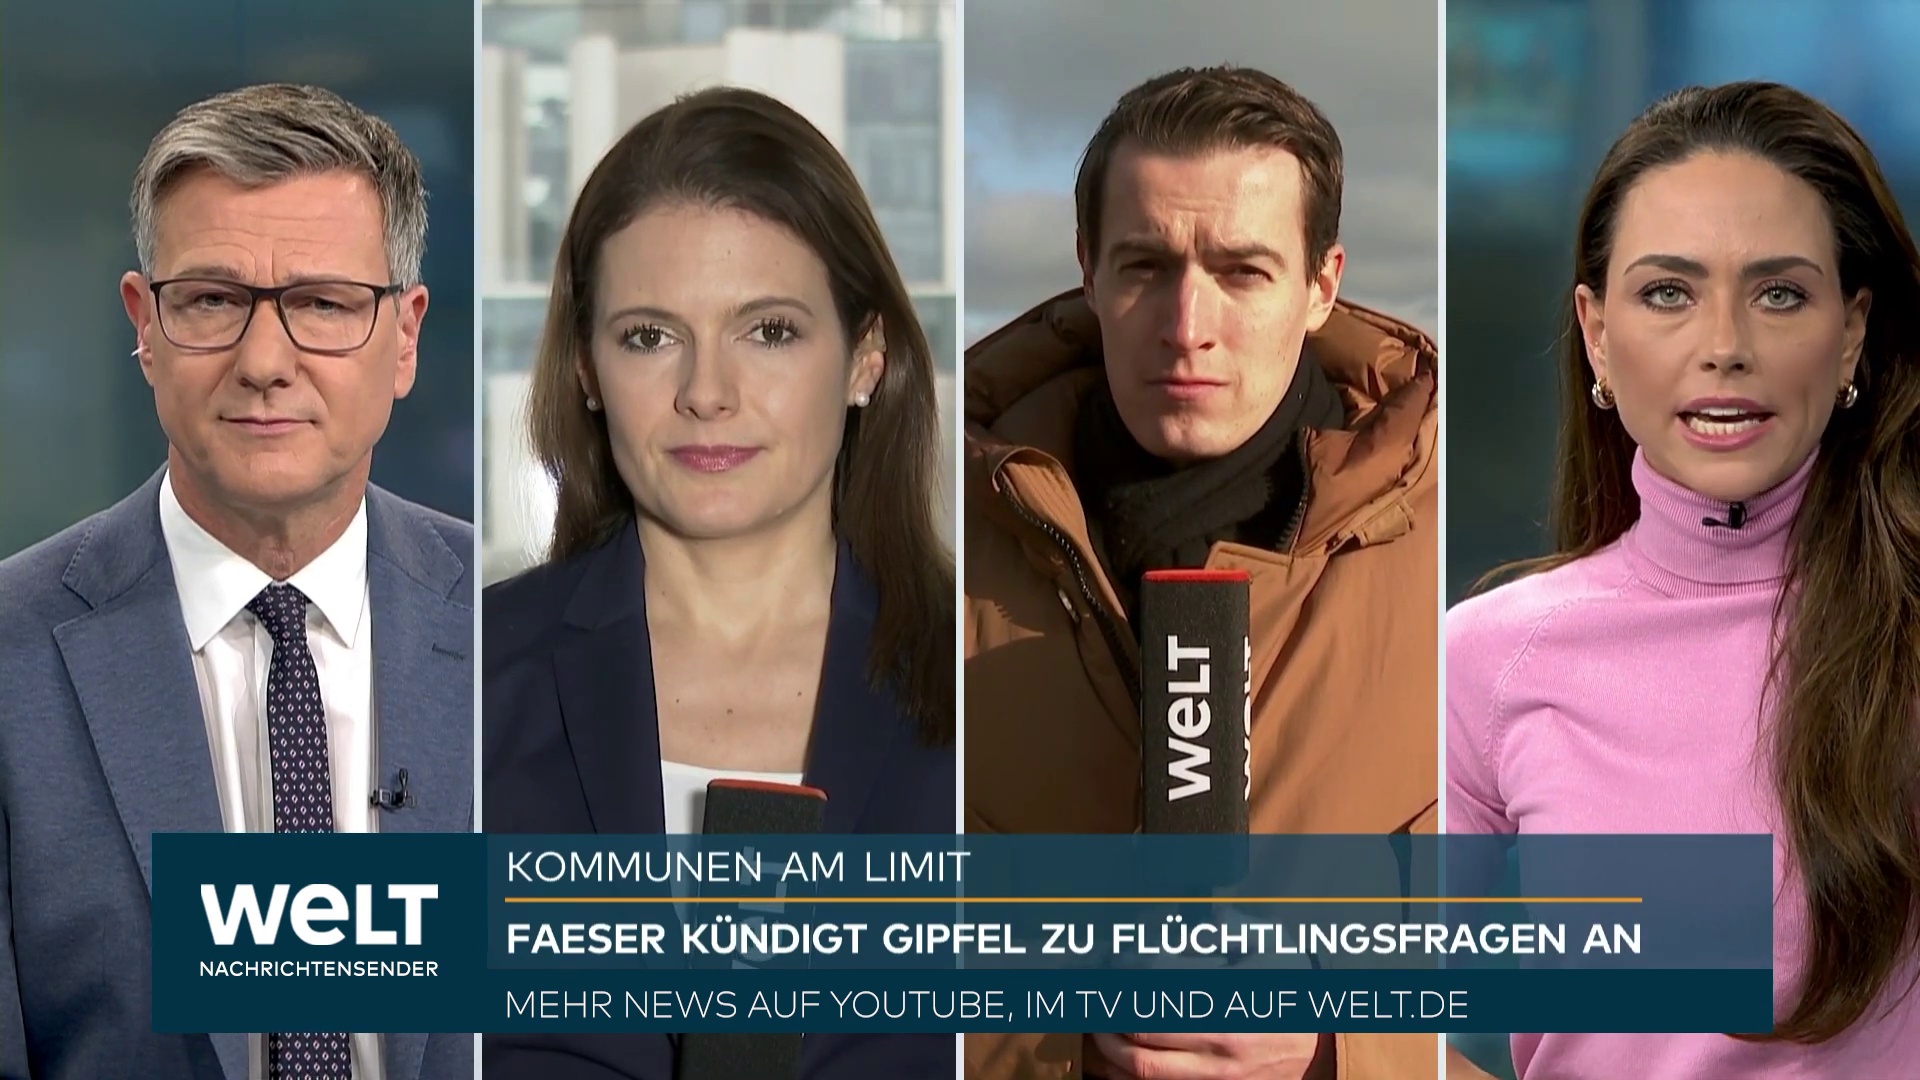 WELT
WELT
NACHRICHTENSENDER
KOMMUNEN AM LIMIT
FAESER KÜNDIGT GIPFEL ZU FLÜCHTLINGSFRAGEN AN
MEHR NEWS AUF YOUTUBE, IM TV UND AUF WELT.DE